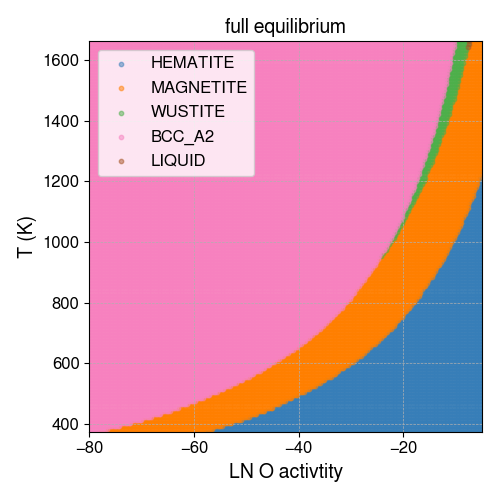 full equilibrium
HEMATITE
MAGNETITE
WUSTITE
BCC_A2
LIQUID
T (K)
1600
1400
1200
1000
800
600
400
−80
−60
−40
−20
LN O activtity